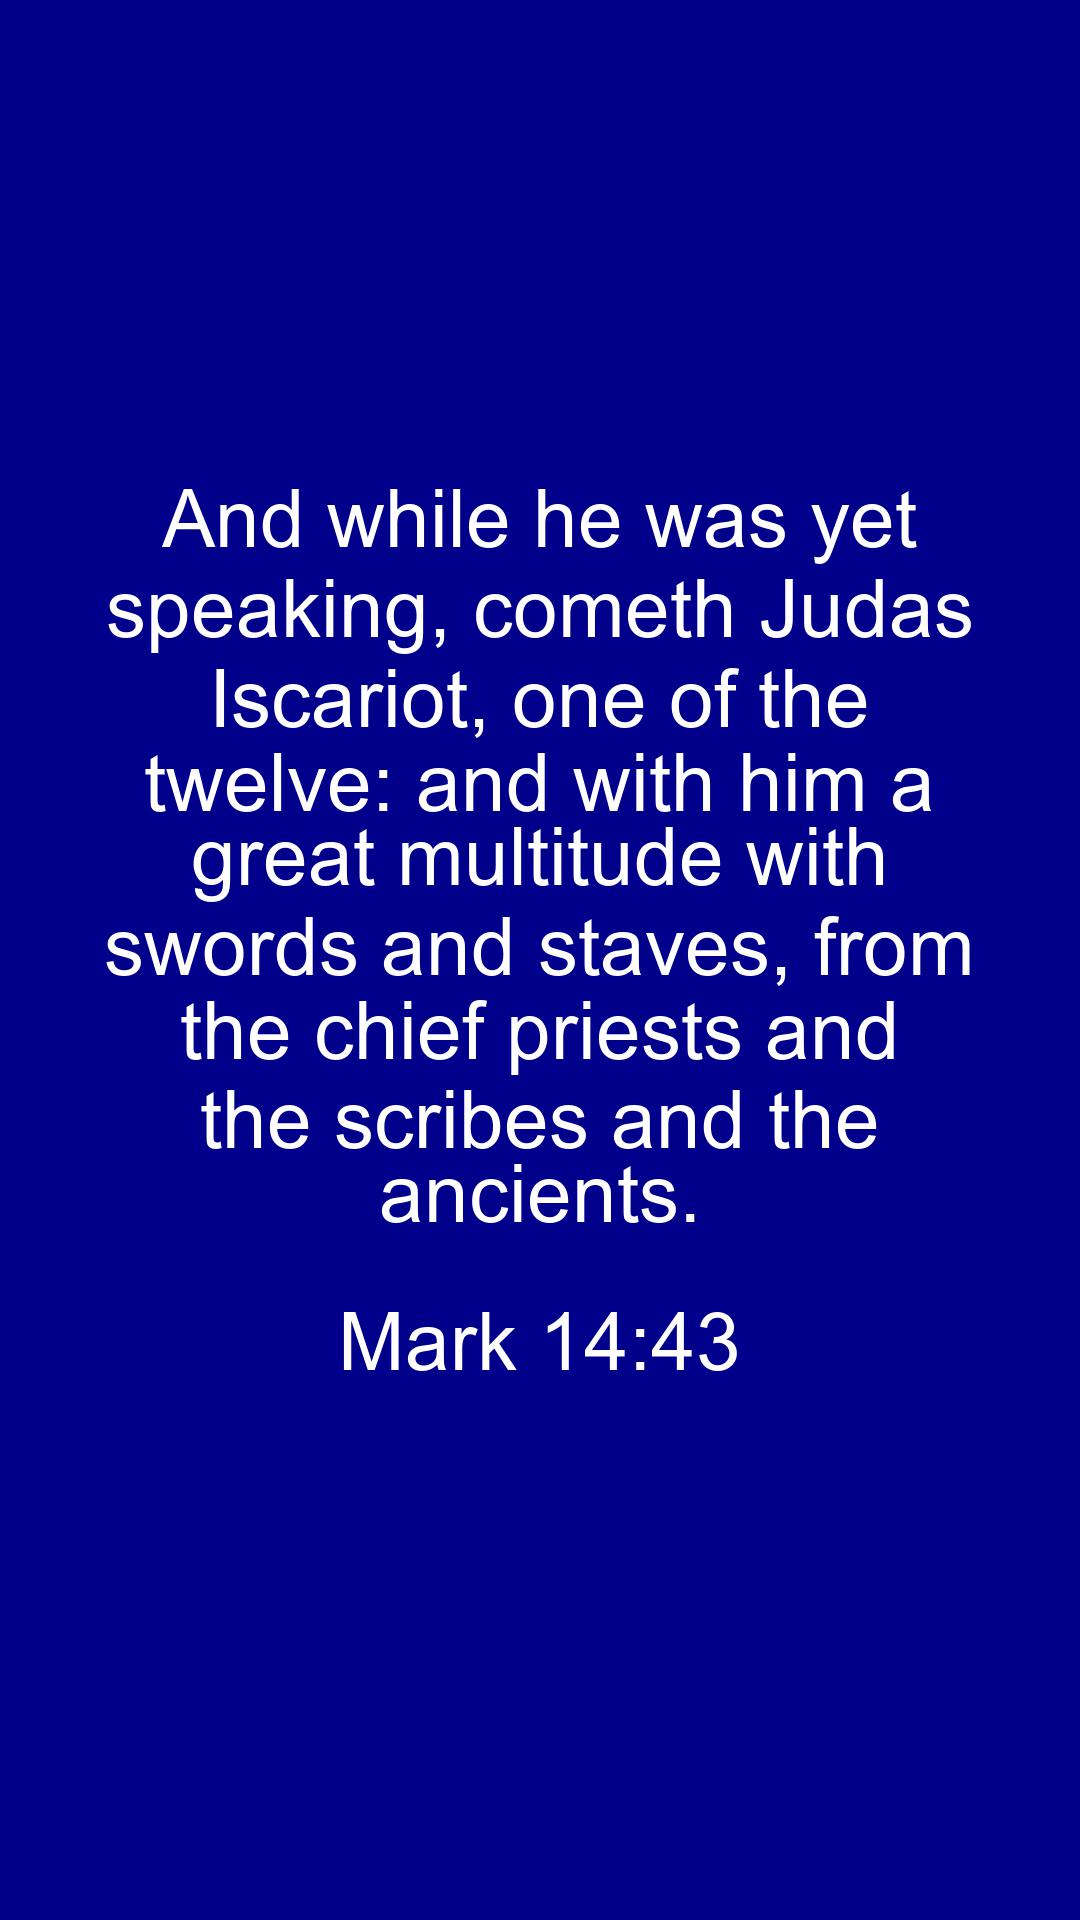 And while he was yet
speaking, cometh Judas
Iscariot, one of the
twelve: and with him a
great multitude with
swords and staves, from
the chief priests and
the scribes and the
ancients.
Mark 14:43